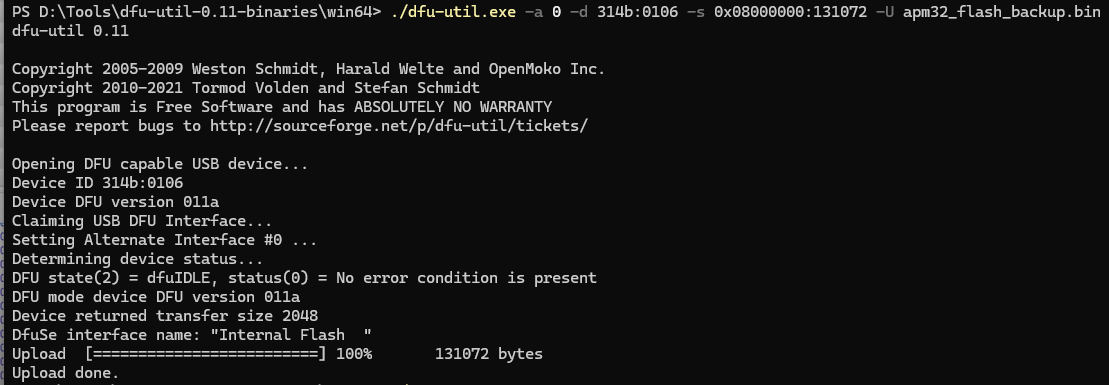 PS D:\Tools\dfu-util-0.11-binaries\win64> ./dfu-util.exe -a 0 -d 314b:0106 -s 0x08000000:131072 -U apm32_flash_backup.bin
dfu-util 0.11
Copyright 2005-2009 Weston Schmidt, Harald Welte and OpenMoko Inc.
Copyright 2010-2021 Tormod Volden and Stefan Schmidt
This program is Free Software and has ABSOLUTELY NO WARRANTY
Please report bugs to http://sourceforge.net/p/dfu-util/tickets/
Opening DFU capable USB device...
Device ID 314b:0106
Device DFU version 011a
Claiming USB DFU Interface...
Setting Alternate Interface #0 ...
Determining device status...
DFU state(2) = dfuIDLE, status(0) = No error condition is present
DFU mode device DFU version 011a
Device returned transfer size 2048
DfuSe interface name: "Internal Flash  "
Upload  [=========================] 100%       131072 bytes
Upload done.